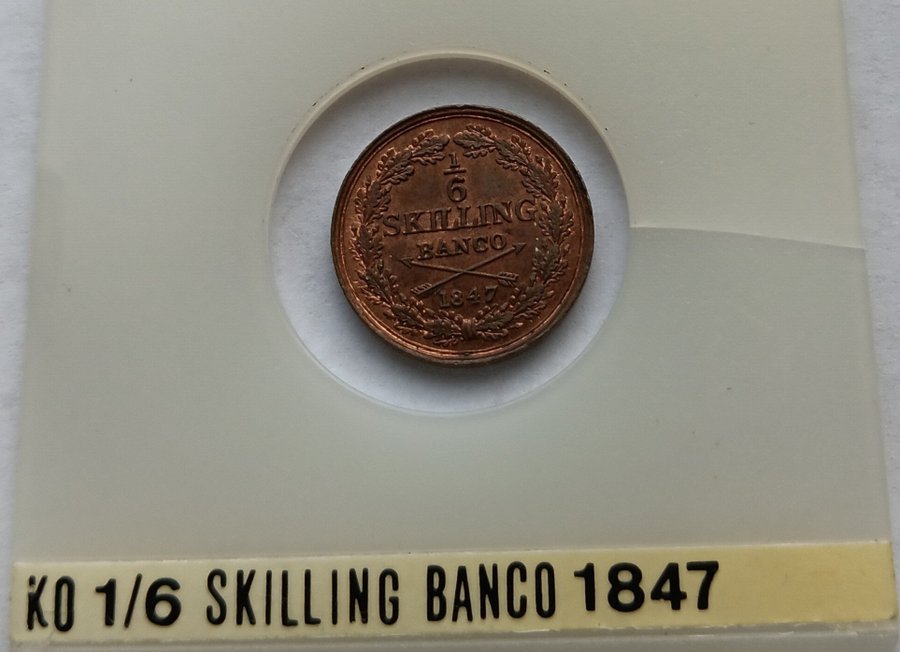 1
6
SKILLING
BANCO
1847
KO 1/6 SKILLING BANCO 1847